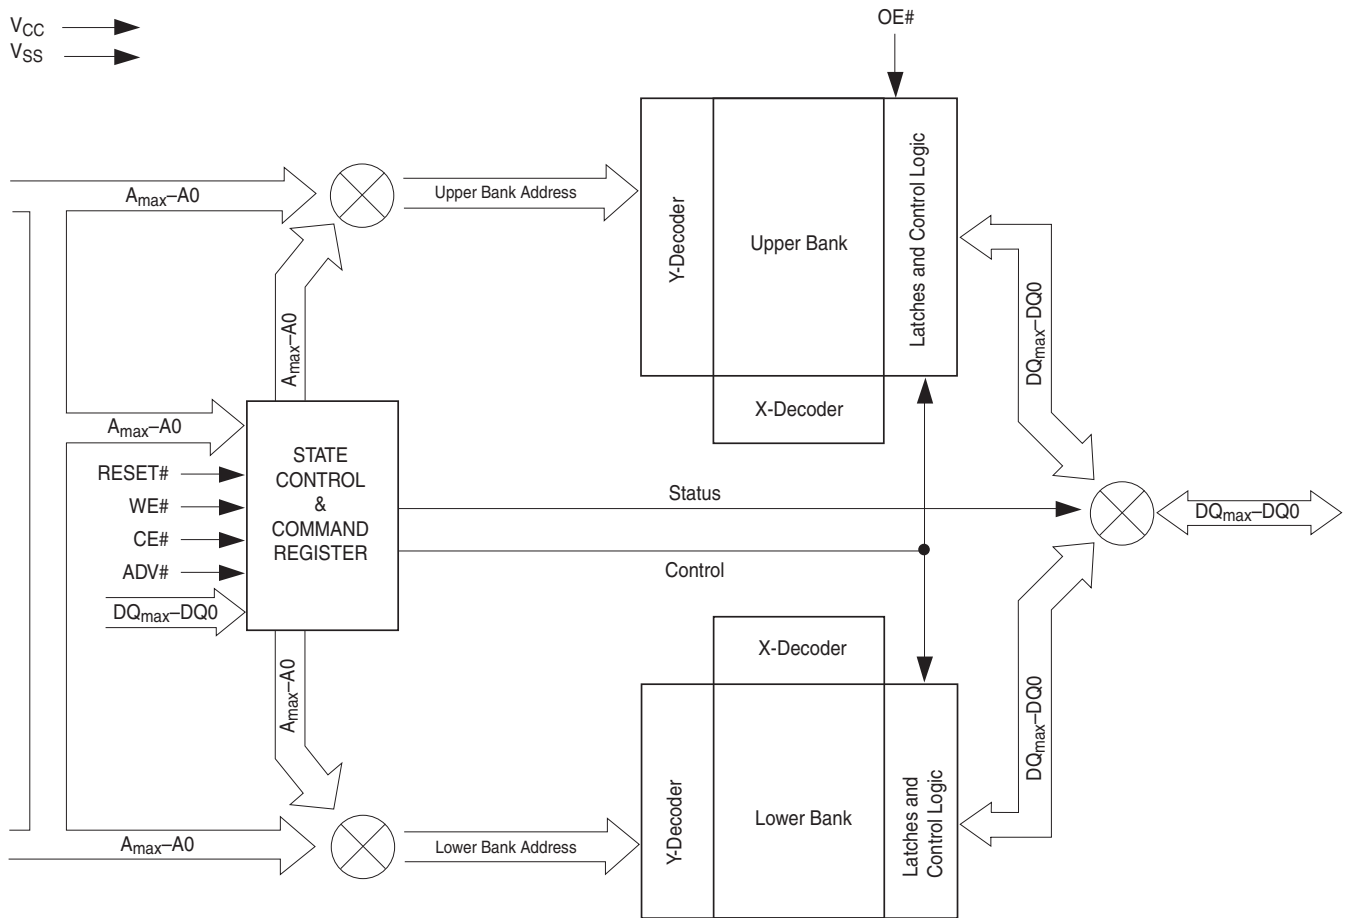 VCC
VSS
OE#
Amax–A0
Upper Bank Address
Y-Decoder
Upper Bank
Latches and Control Logic
X-Decoder
DQmax–DQ0
Amax–A0
Amax–A0
RESET#
WE#
CE#
ADV#
DQmax–DQ0
STATE
CONTROL
&
COMMAND
REGISTER
Status
Control
DQmax–DQ0
Amax–A0
X-Decoder
Y-Decoder
Lower Bank
Latches and
Control Logic
DQmax–DQ0
Amax–A0
Lower Bank Address